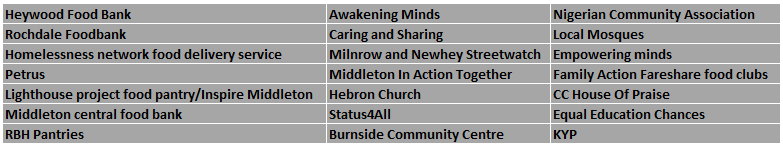 Heywood Food Bank Awakening Minds Nigerian Community Association
Rochdale Foodbank Caring and Sharing Local Mosques
Homelessness network food delivery service Milnrow and Newhey Streetwatch Empowering minds
Petrus Middleton In Action Together Family Action Fareshare food clubs
Lighthouse project food pantry/Inspire Middleton Hebron Church CC House Of Praise
Middleton central food bank Status4All Equal Education Chances
RBH Pantries Burnside Community Centre KYP